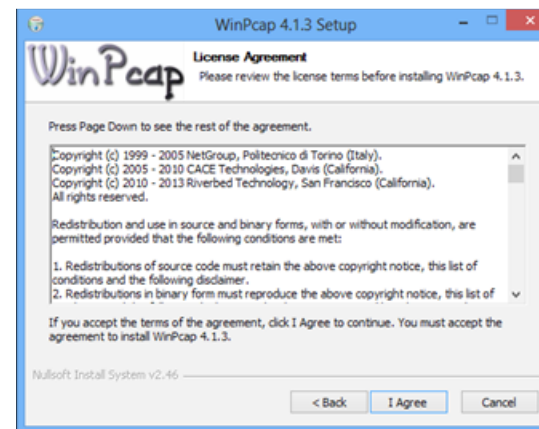 WinPcap 4.1.3 Setup
WinPcap
License Agreement
Please review the license terms before installing WinPcap 4.1.3.
Press Page Down to see the rest of the agreement.
Copyright (c) 1999 - 2005 NetGroup, Politecnico di Torino (Italy).
Copyright (c) 2005 - 2010 CACE Technologies, Davis (California).
Copyright (c) 2010 - 2013 Riverbed Technology, San Francisco (California).
All rights reserved.
Redistribution and use in source and binary forms, with or without modification, are
permitted provided that the following conditions are met:
1. Redistributions of source code must retain the above copyright notice, this list of
conditions and the following disclaimer.
2. Redistributions in binary form must reproduce the above copyright notice, this list of
If you accept the terms of the agreement, click I Agree to continue. You must accept the
agreement to install WinPcap 4.1.3.
Nullsoft Install System v2.46
< Back I Agree Cancel